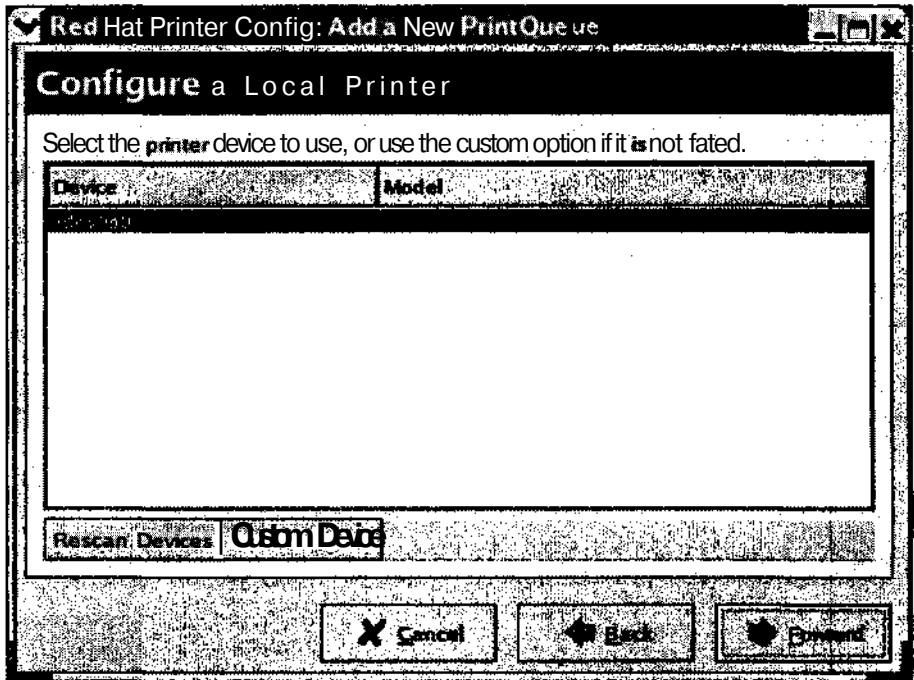 Red Hat Printer Config: Add a New PrintQueue
Configure a Local Printer
Select the printer device to use, or use the custom option if it is not fated.
Device Model
Rescan Devices Custom Device
Cancel Back Forward